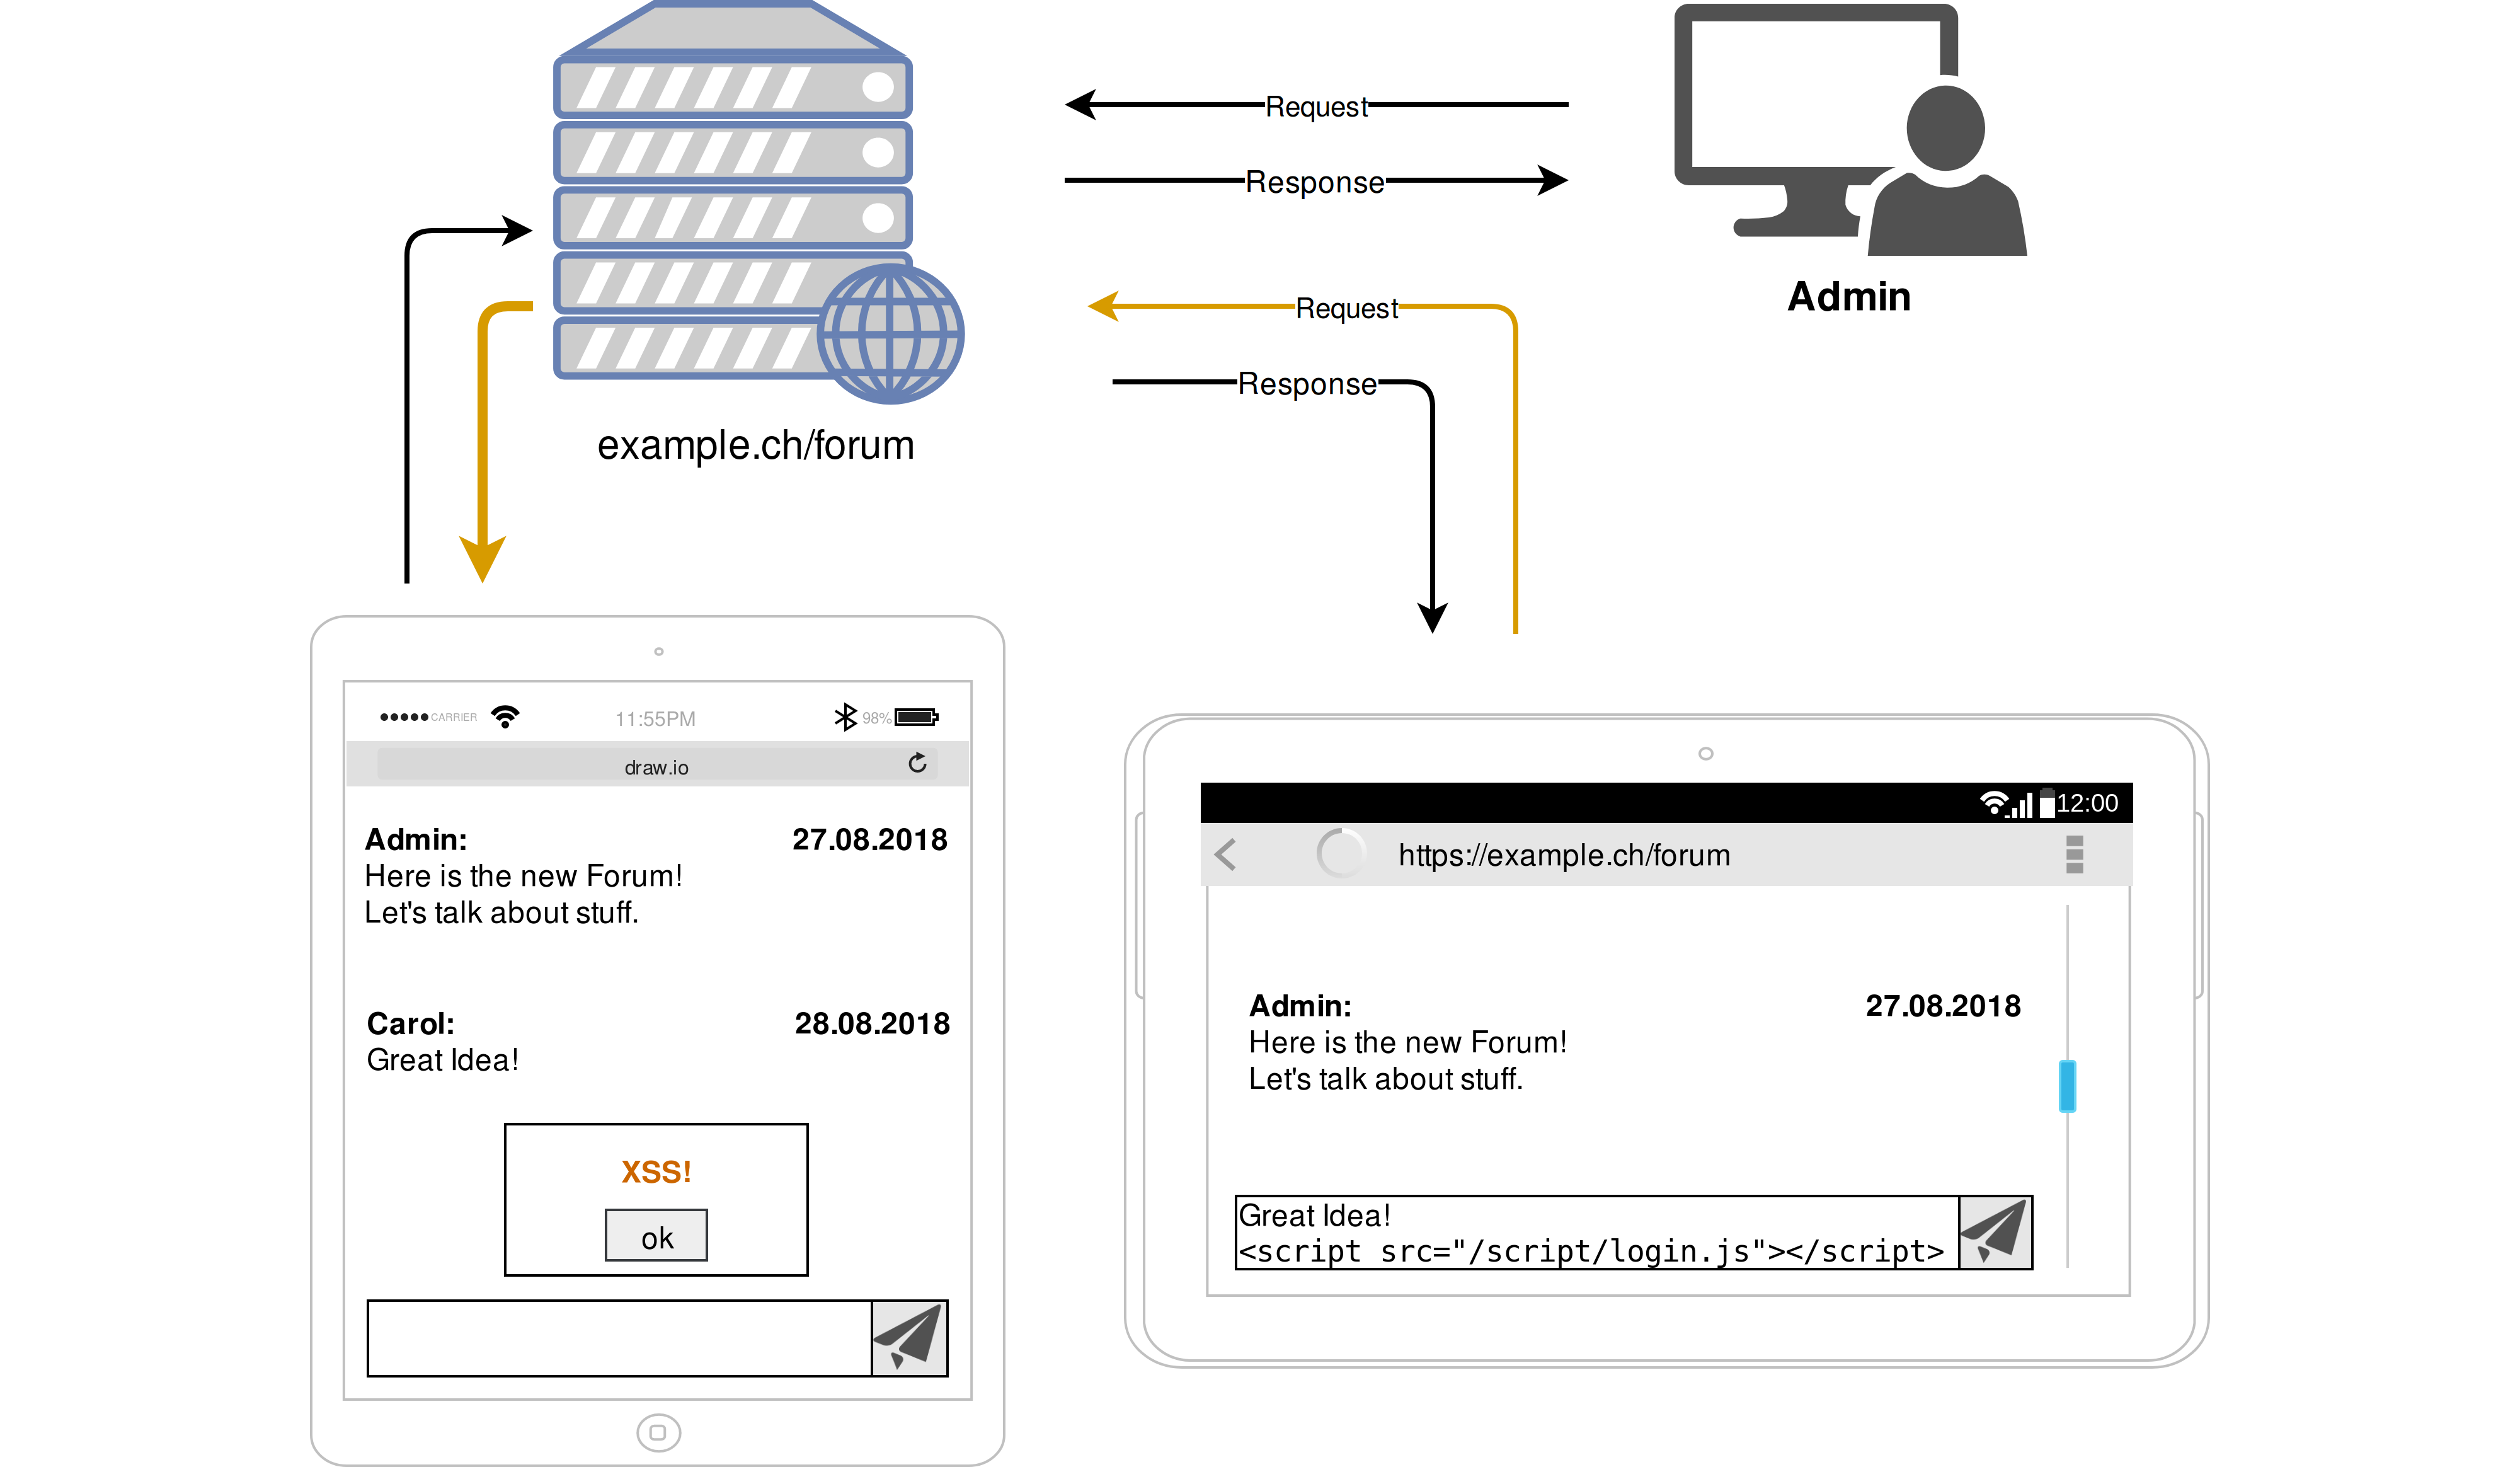 Request
Response
Admin
Request
Response
example.ch/forum
CARRIER 11:55PM 98%
draw.io
Admin: 27.08.2018
Here is the new Forum!
Let's talk about stuff.
Carol: 28.08.2018
Great Idea!
XSS!
ok
12:00
https://example.ch/forum
Admin: 27.08.2018
Here is the new Forum!
Let's talk about stuff.
Great Idea!
<script src="/script/login.js"></script>